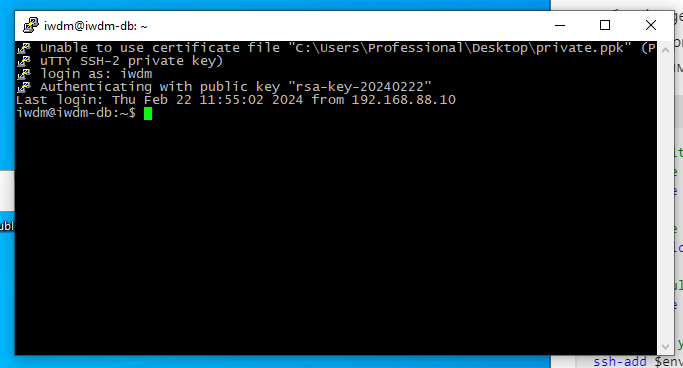 iwdm@iwdm-db: ~
Unable to use certificate file "C:\Users\Professional\Desktop\private.ppk" (P
uTTY SSH-2 private key)
login as: iwdm
Authenticating with public key "rsa-key-20240222"
Last login: Thu Feb 22 11:55:02 2024 from 192.168.88.10
iwdm@iwdm-db:~$
ssh-add $env